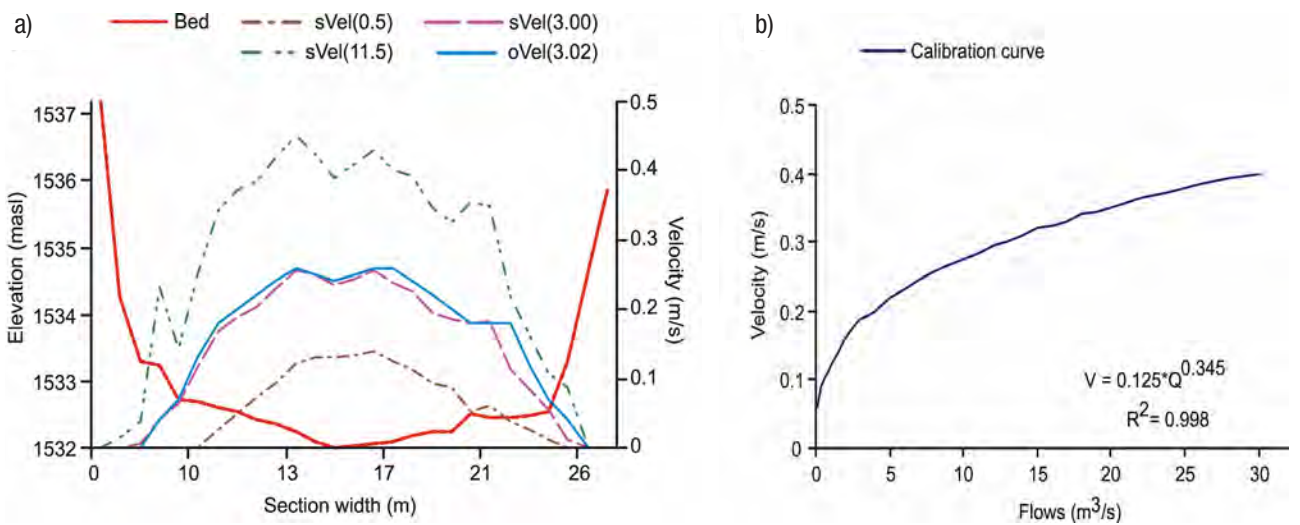 a)
Bed
sVel(0.5)
sVel(3.00)
sVel(11.5)
oVel(3.02)
1537
1536
1535
1534
1533
1532
Elevation (masl)
0.5
0.4
0.3
0.2
0.1
0
Velocity (m/s)
0 10 13 17 21 26
Section width (m)
b)
Calibration curve
0.5
0.4
0.3
0.2
0.1
0
Velocity (m/s)
V = 0.125*Q^0.345
R^2 = 0.998
0 5 10 15 20 25 30
Flows (m^3/s)